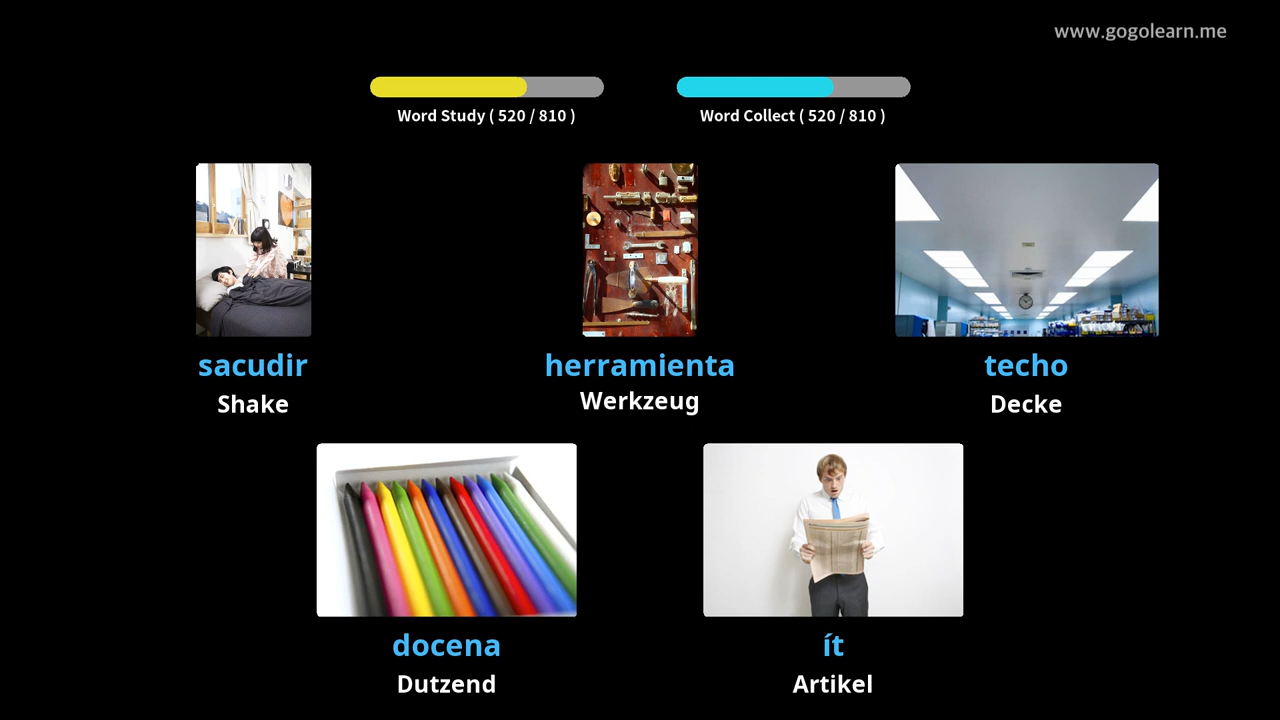 www.gogolearn.me
Word Study ( 520 / 810 )
Word Collect ( 520 / 810 )
sacudir
Shake
herramienta
Werkzeug
techo
Decke
docena
Dutzend
ít
Artikel